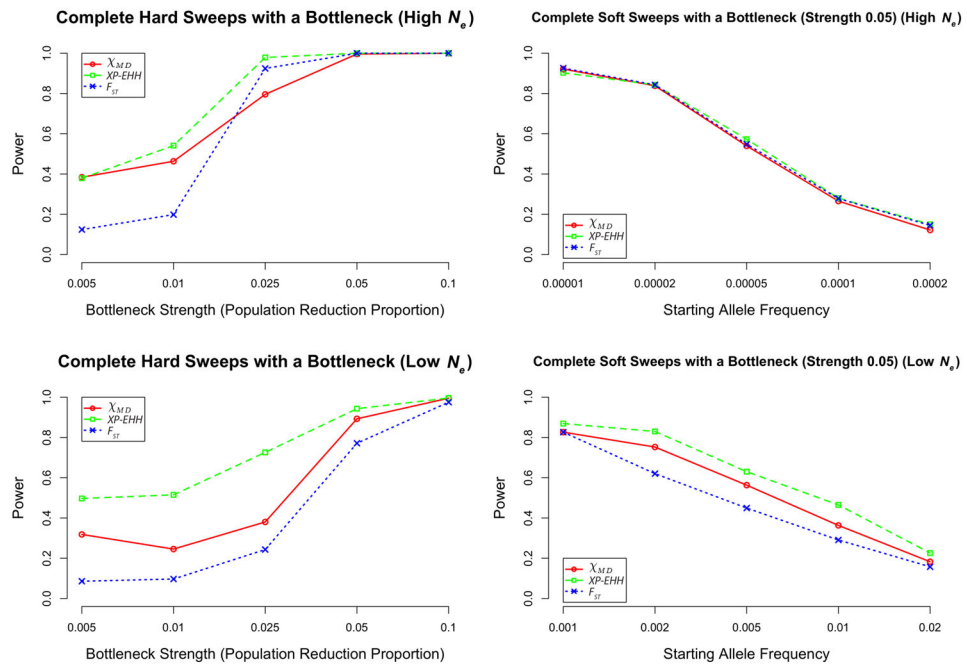 Complete Hard Sweeps with a Bottleneck (High Nₑ)
χMD
XP-EHH
FST
Power
0.0 0.2 0.4 0.6 0.8 1.0
0.005 0.01 0.025 0.05 0.1
Bottleneck Strength (Population Reduction Proportion)
Complete Soft Sweeps with a Bottleneck (Strength 0.05) (High Nₑ)
χMD
XP-EHH
FST
Power
0.0 0.2 0.4 0.6 0.8 1.0
0.00001 0.00002 0.00005 0.0001 0.0002
Starting Allele Frequency
Complete Hard Sweeps with a Bottleneck (Low Nₑ)
χMD
XP-EHH
FST
Power
0.0 0.2 0.4 0.6 0.8 1.0
0.005 0.01 0.025 0.05 0.1
Bottleneck Strength (Population Reduction Proportion)
Complete Soft Sweeps with a Bottleneck (Strength 0.05) (Low Nₑ)
χMD
XP-EHH
FST
Power
0.0 0.2 0.4 0.6 0.8 1.0
0.001 0.002 0.005 0.01 0.02
Starting Allele Frequency